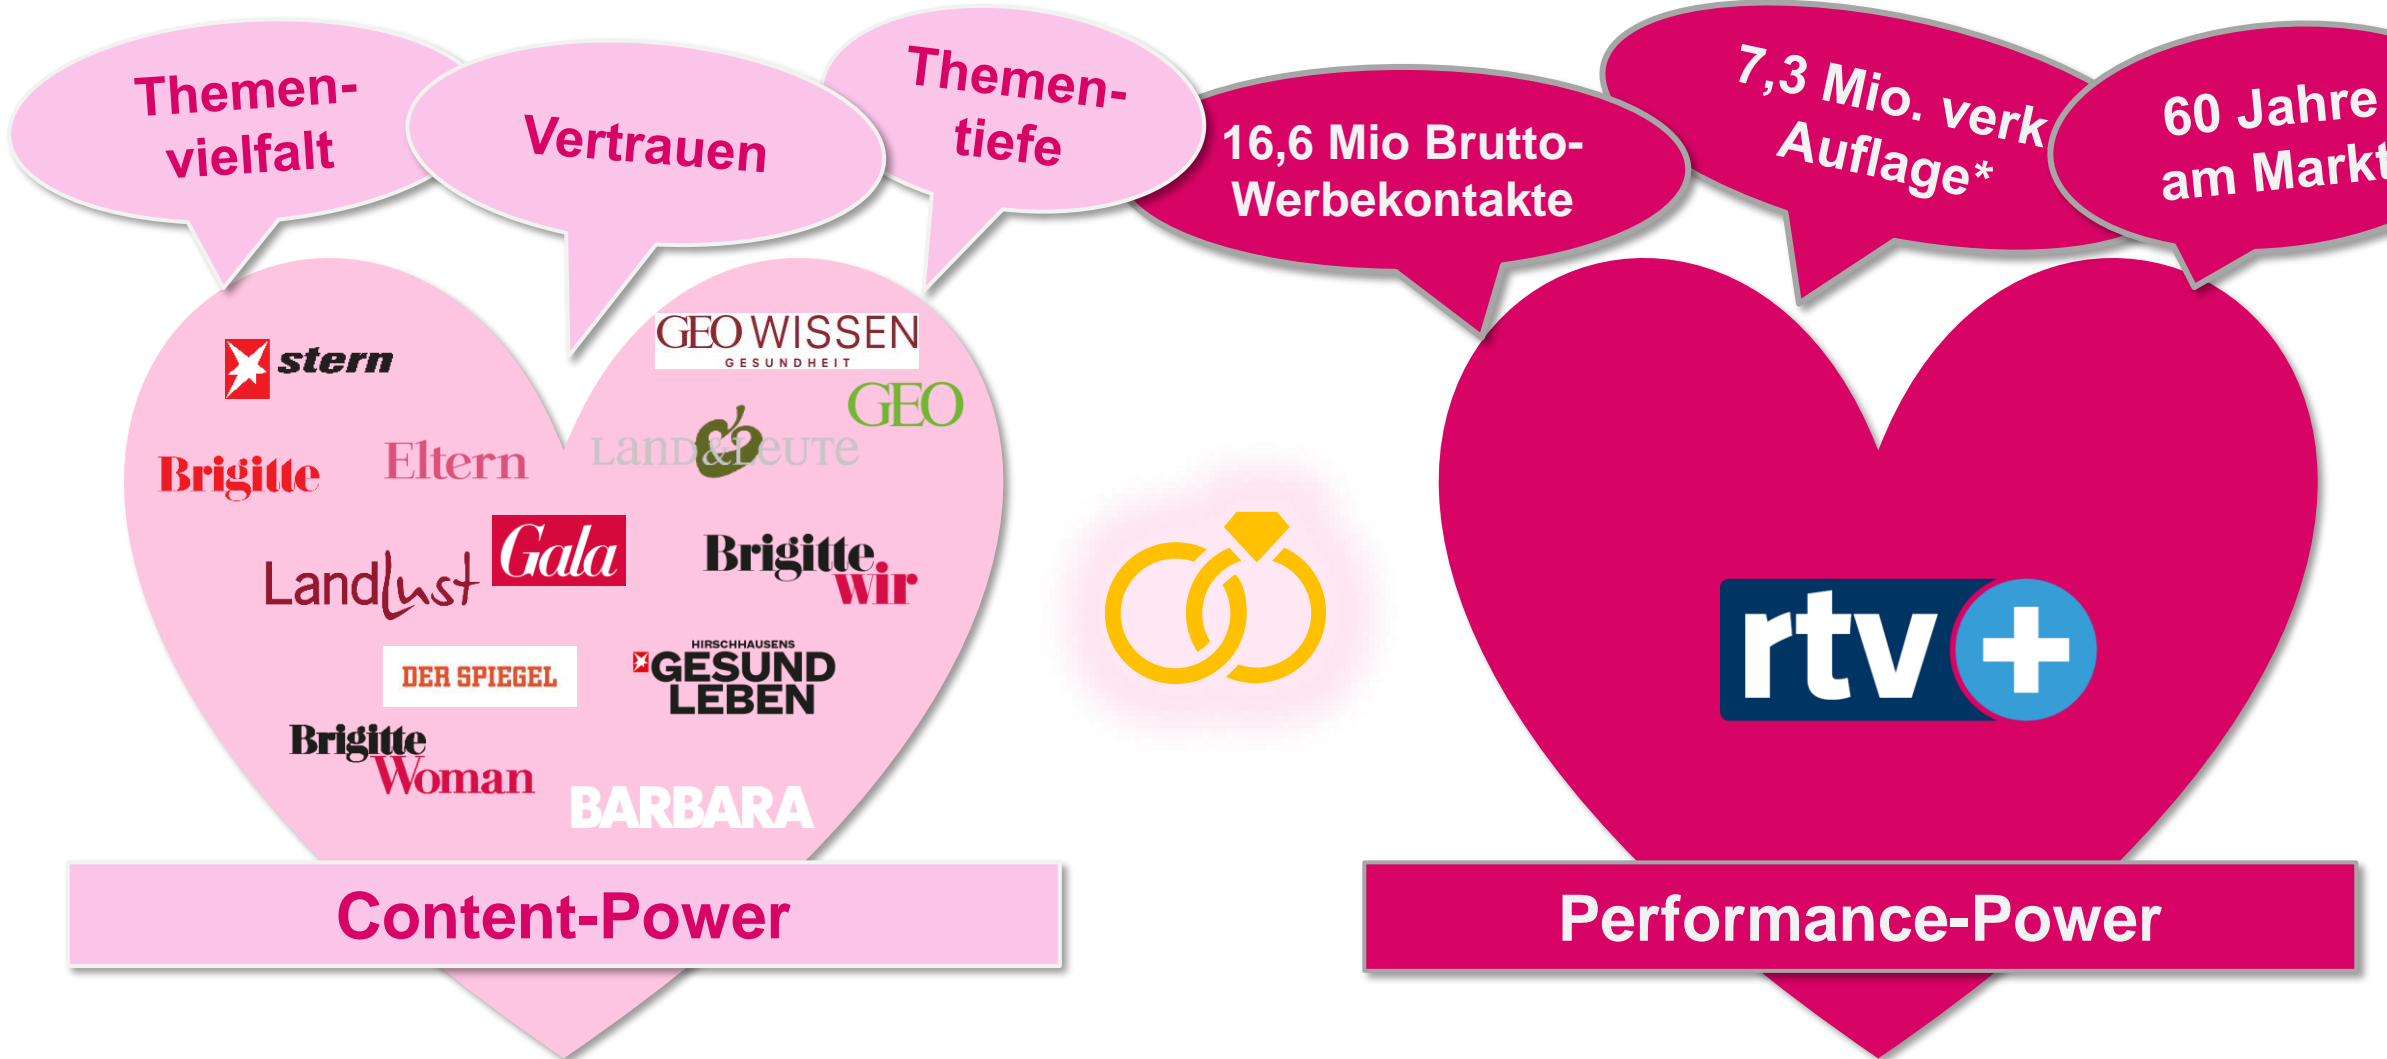 Themen-
vielfalt
Vertrauen
Themen-
tiefe
16,6 Mio Brutto-
Werbekontakte
7,3 Mio. verk
Auflage*
60 Jahre
am Markt
stern
GEO WISSEN
GESUNDHEIT
GEO
Brigitte
Eltern
LAND&LEUTE
Landlust
Gala
Brigitte
wir
DER SPIEGEL
HIRSCHHAUSENS
GESUND
LEBEN
Brigitte
Woman
BARBARA
rtv +
Content-Power
Performance-Power